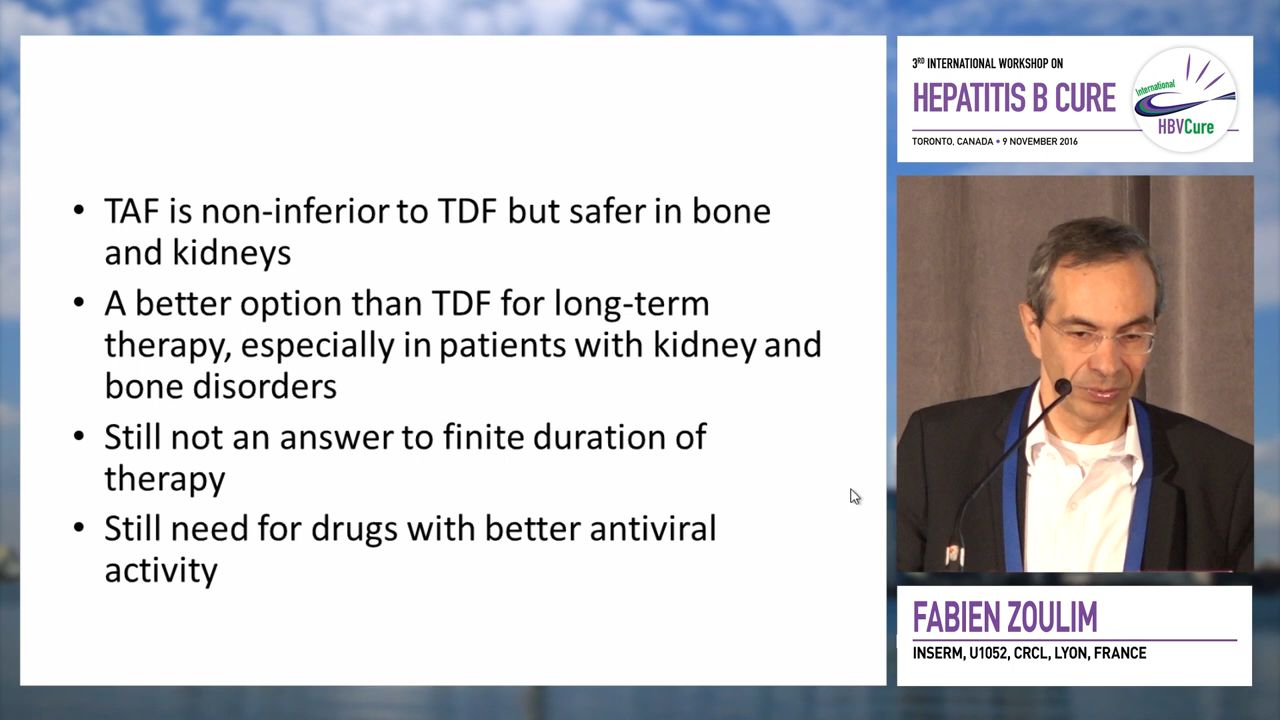 • TAF is non-inferior to TDF but safer in bone
and kidneys
• A better option than TDF for long-term
therapy, especially in patients with kidney and
bone disorders
• Still not an answer to finite duration of
therapy
• Still need for drugs with better antiviral
activity
3RD INTERNATIONAL WORKSHOP ON
HEPATITIS B CURE
TORONTO, CANADA • 9 NOVEMBER 2016
International
HBVCure
FABIEN ZOULIM
INSERM, U1052, CRCL, LYON, FRANCE